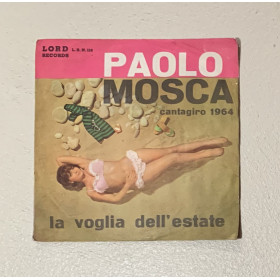 LORD
RECORDS
PAOLO
MOSCA
cantagiro 1964
la voglia dell'estate